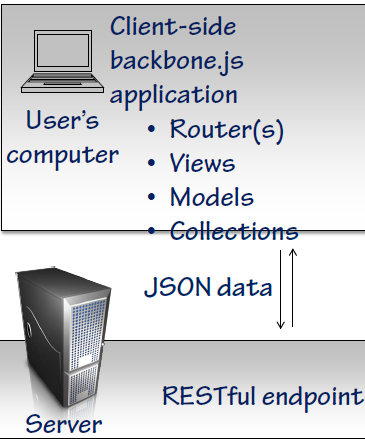 Client-side
backbone.js
application
User's
computer
• Router(s)
• Views
• Models
• Collections
JSON data
RESTful endpoint
Server